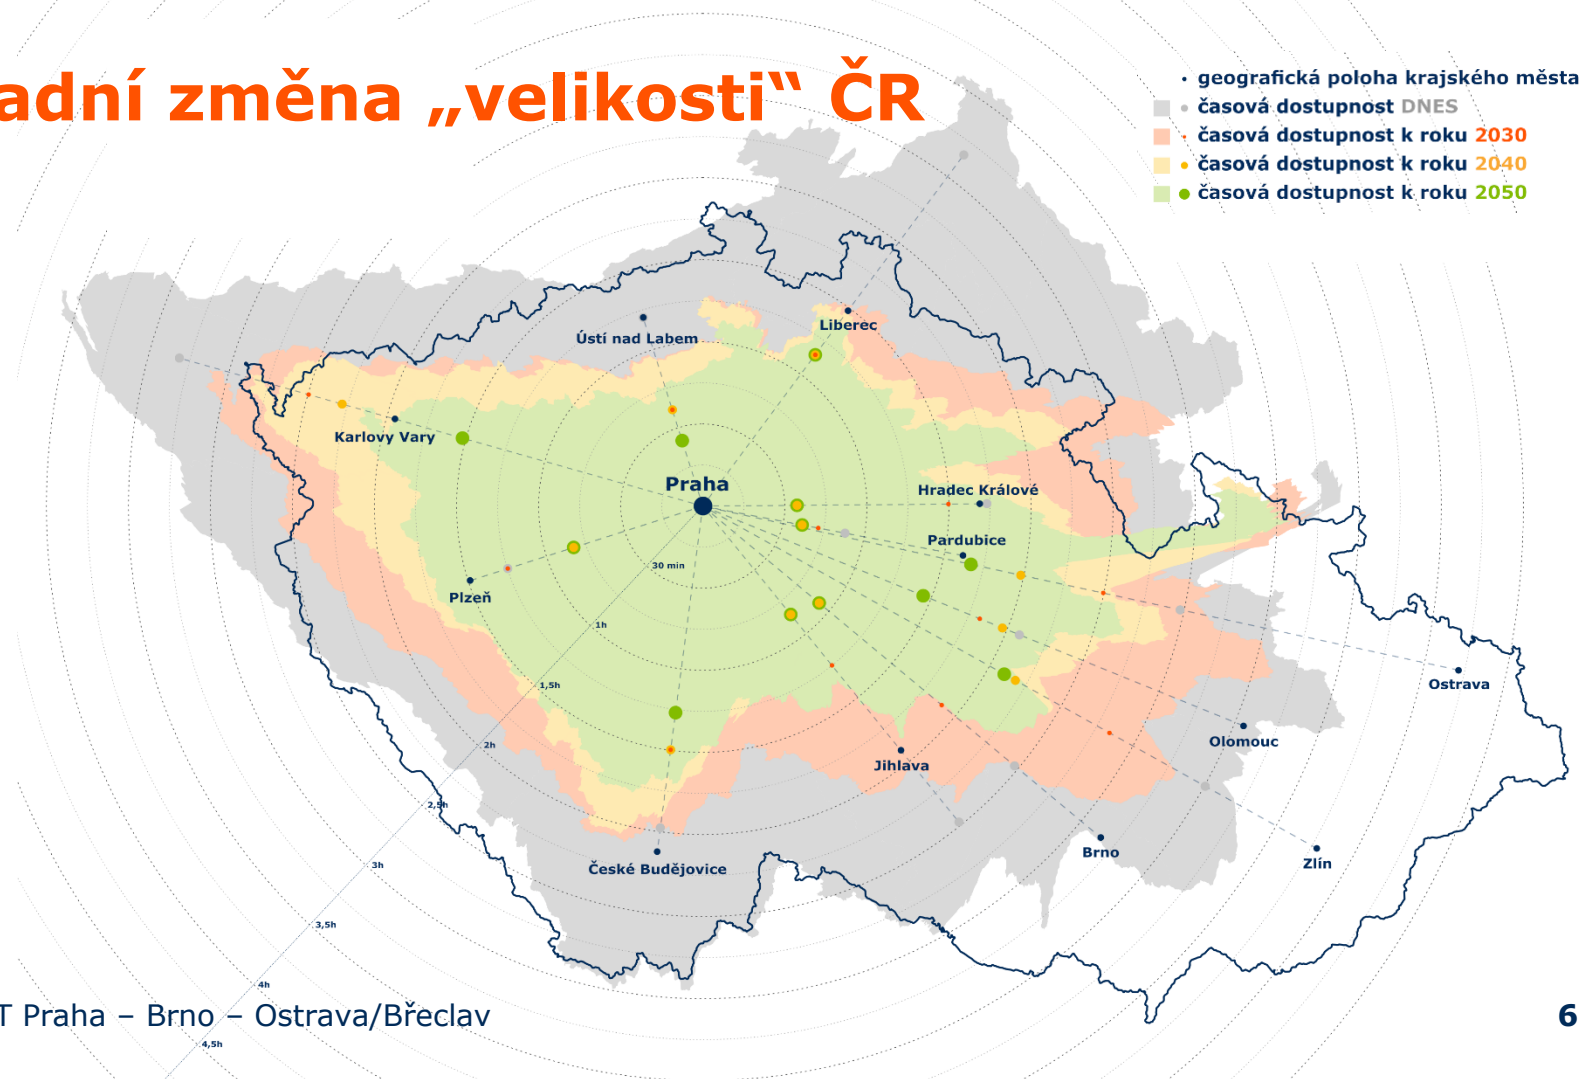 adní změna „velikosti“ ČR
geografická poloha krajského města
časová dostupnost DNES
časová dostupnost k roku 2030
časová dostupnost k roku 2040
časová dostupnost k roku 2050
Liberec
Ústí nad Labem
Karlovy Vary
Praha
Hradec Králové
Pardubice
30 min
Plzeň
1h
1,5h
Ostrava
2h
Olomouc
Jihlava
2,5h
Brno
Zlín
3h
České Budějovice
3,5h
4h
T Praha – Brno – Ostrava/Břeclav
6
4,5h